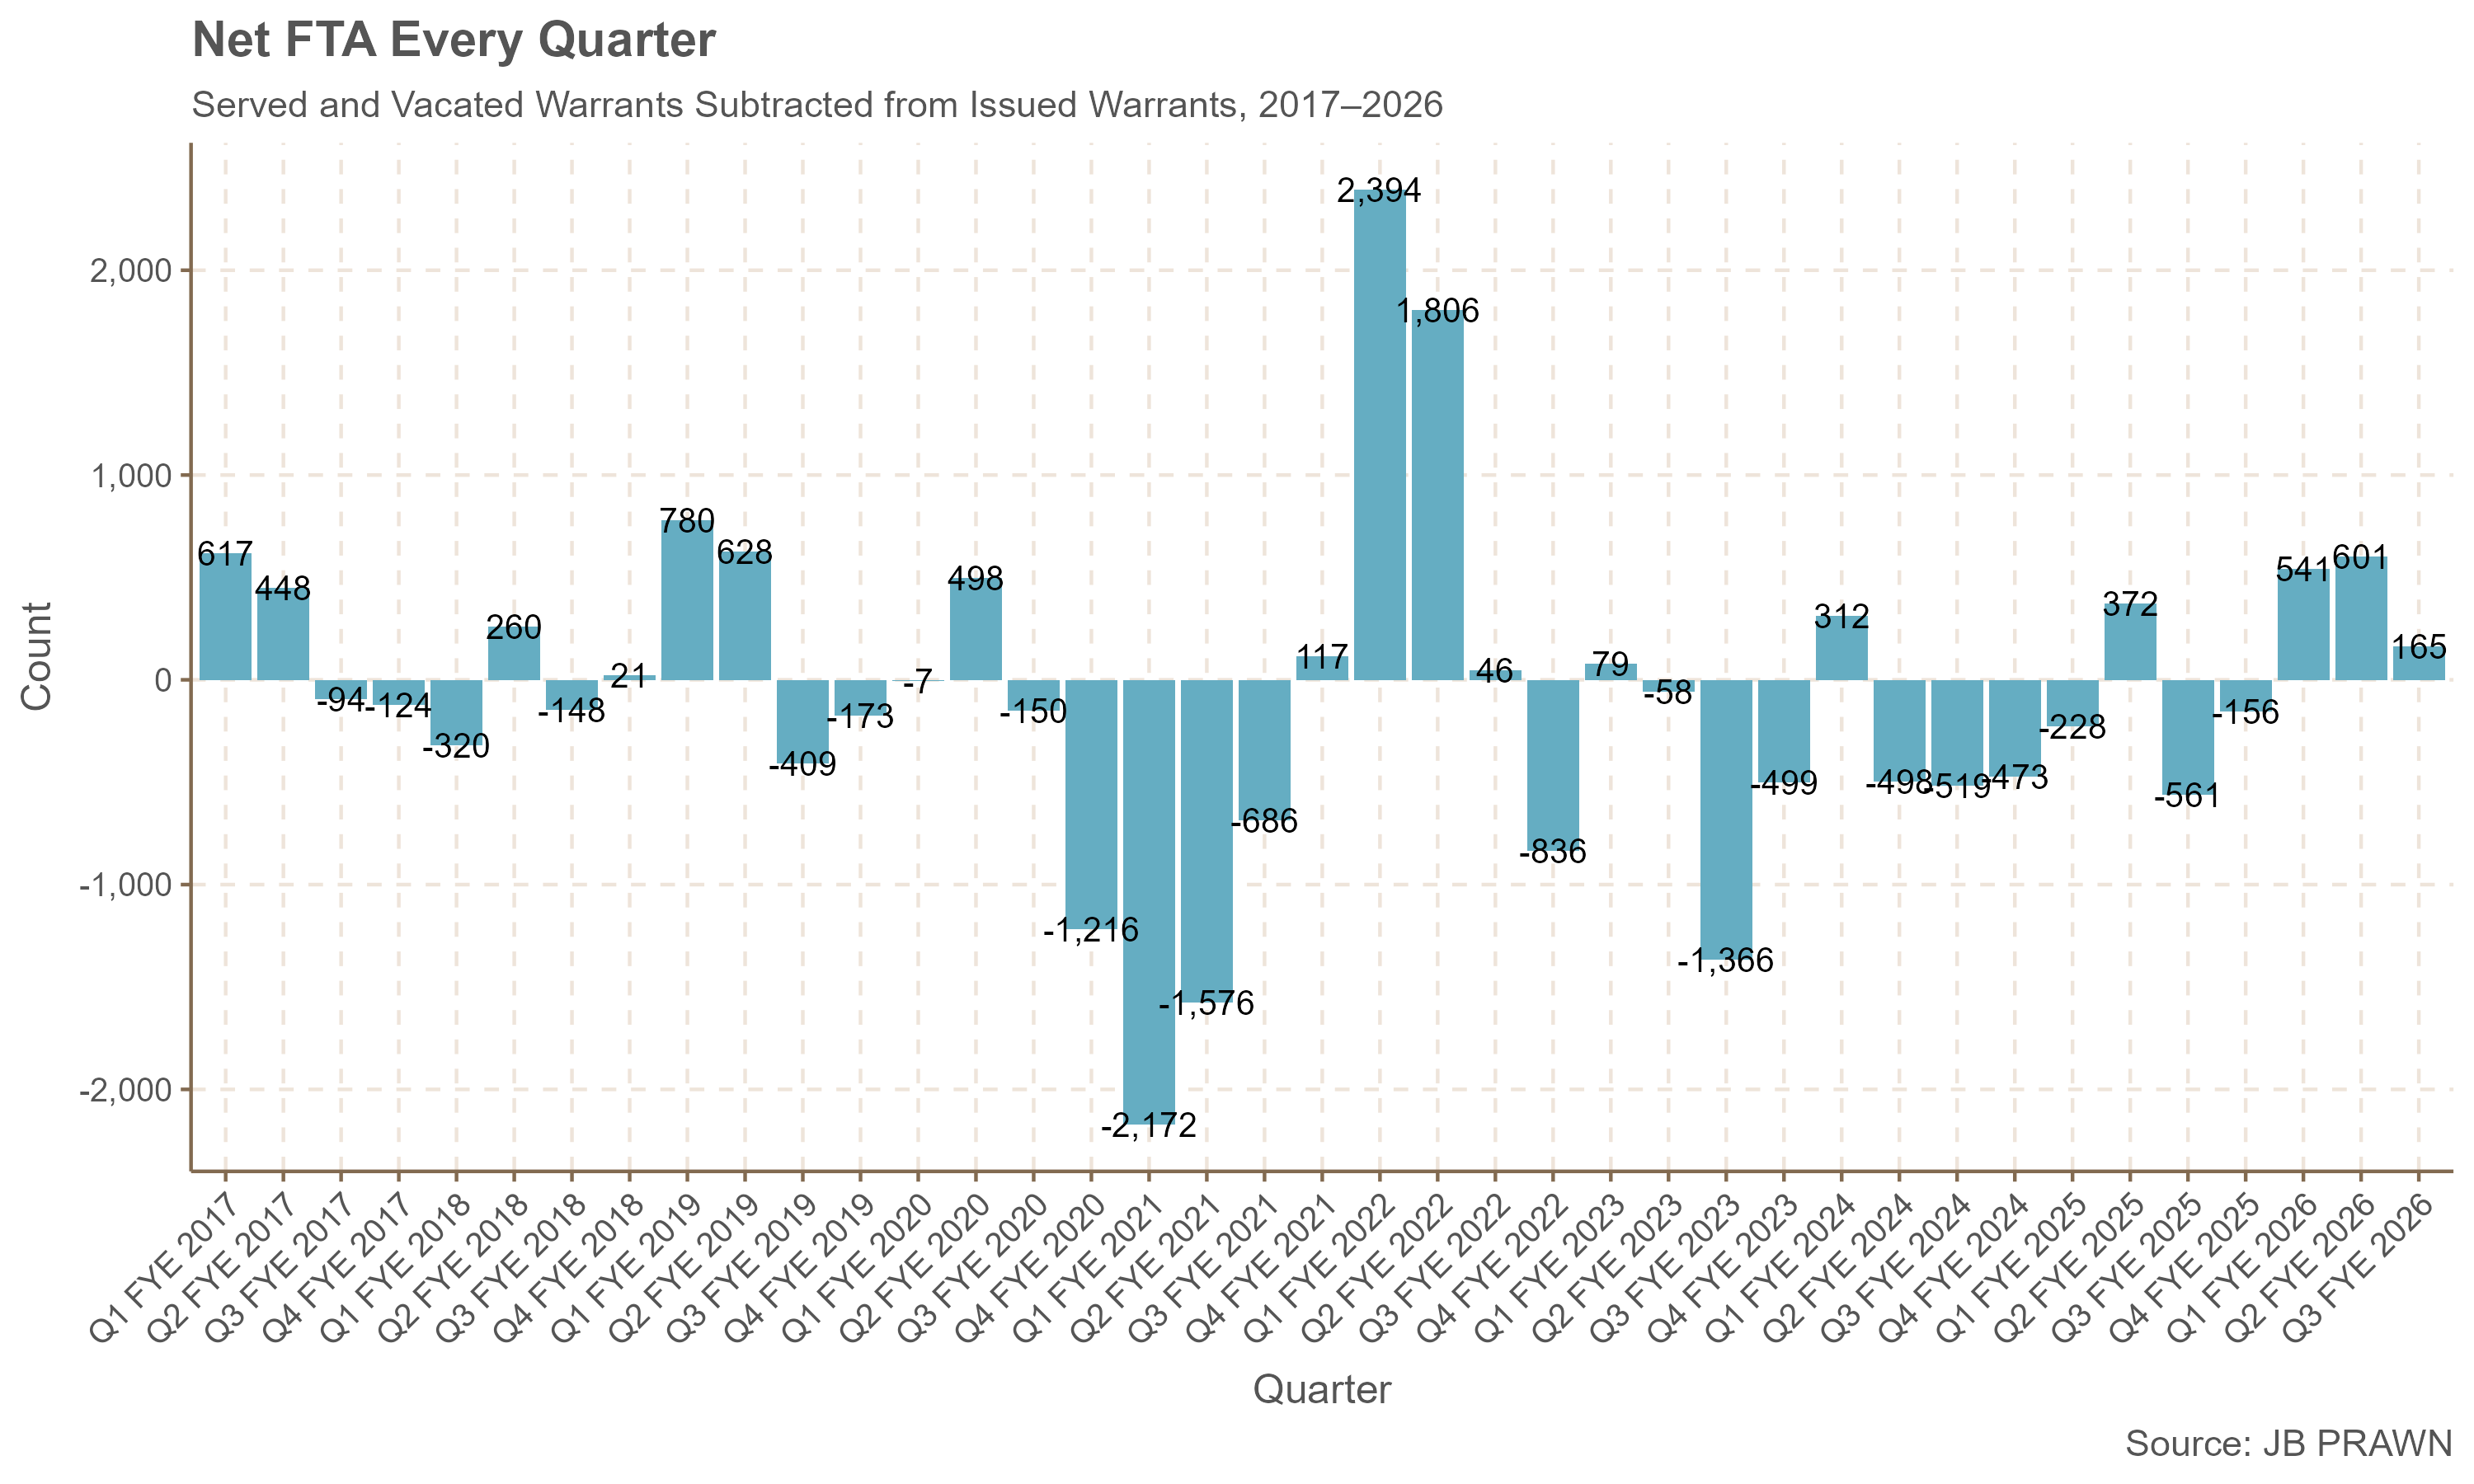 Net FTA Every Quarter
Served and Vacated Warrants Subtracted from Issued Warrants, 2017–2026
Count
2,000
1,000
0
-1,000
-2,000
617
448
-94
-124
-320
260
-148
21
780
628
-409
-173
-7
498
-150
-1,216
-2,172
-1,576
-686
117
2,394
1,806
46
-836
79
-58
-1,366
-499
312
-498
-519
-473
-228
372
-561
-156
541
601
165
Q1 FYE 2017
Q2 FYE 2017
Q3 FYE 2017
Q4 FYE 2017
Q1 FYE 2018
Q2 FYE 2018
Q3 FYE 2018
Q4 FYE 2018
Q1 FYE 2019
Q2 FYE 2019
Q3 FYE 2019
Q4 FYE 2019
Q1 FYE 2020
Q2 FYE 2020
Q3 FYE 2020
Q4 FYE 2020
Q1 FYE 2021
Q2 FYE 2021
Q3 FYE 2021
Q4 FYE 2021
Q1 FYE 2022
Q2 FYE 2022
Q3 FYE 2022
Q4 FYE 2022
Q1 FYE 2023
Q2 FYE 2023
Q3 FYE 2023
Q4 FYE 2023
Q1 FYE 2024
Q2 FYE 2024
Q3 FYE 2024
Q4 FYE 2024
Q1 FYE 2025
Q2 FYE 2025
Q3 FYE 2025
Q4 FYE 2025
Q1 FYE 2026
Q2 FYE 2026
Q3 FYE 2026
Quarter
Source: JB PRAWN